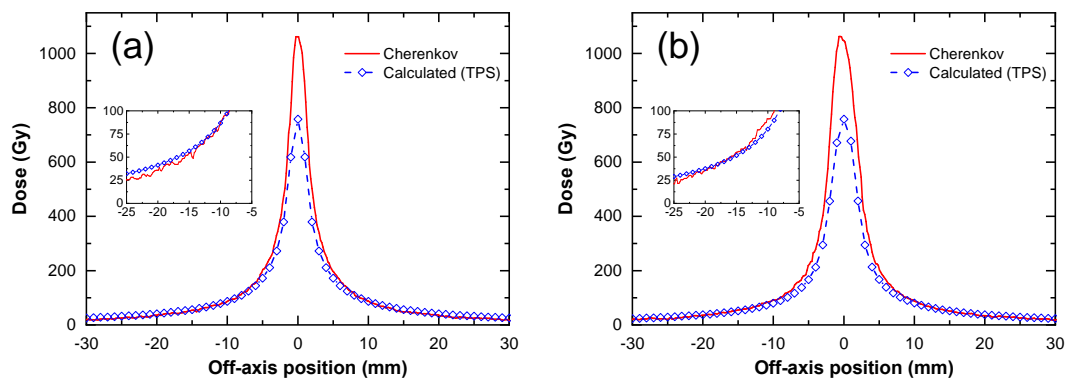 (a)
Cherenkov
Calculated (TPS)
Dose (Gy)
1000
800
600
400
200
0
100
75
50
25
0
-25 -20 -15 -10 -5
-30 -20 -10 0 10 20 30
Off-axis position (mm)
(b)
Cherenkov
Calculated (TPS)
Dose (Gy)
1000
800
600
400
200
0
100
75
50
25
0
-25 -20 -15 -10 -5
-30 -20 -10 0 10 20 30
Off-axis position (mm)